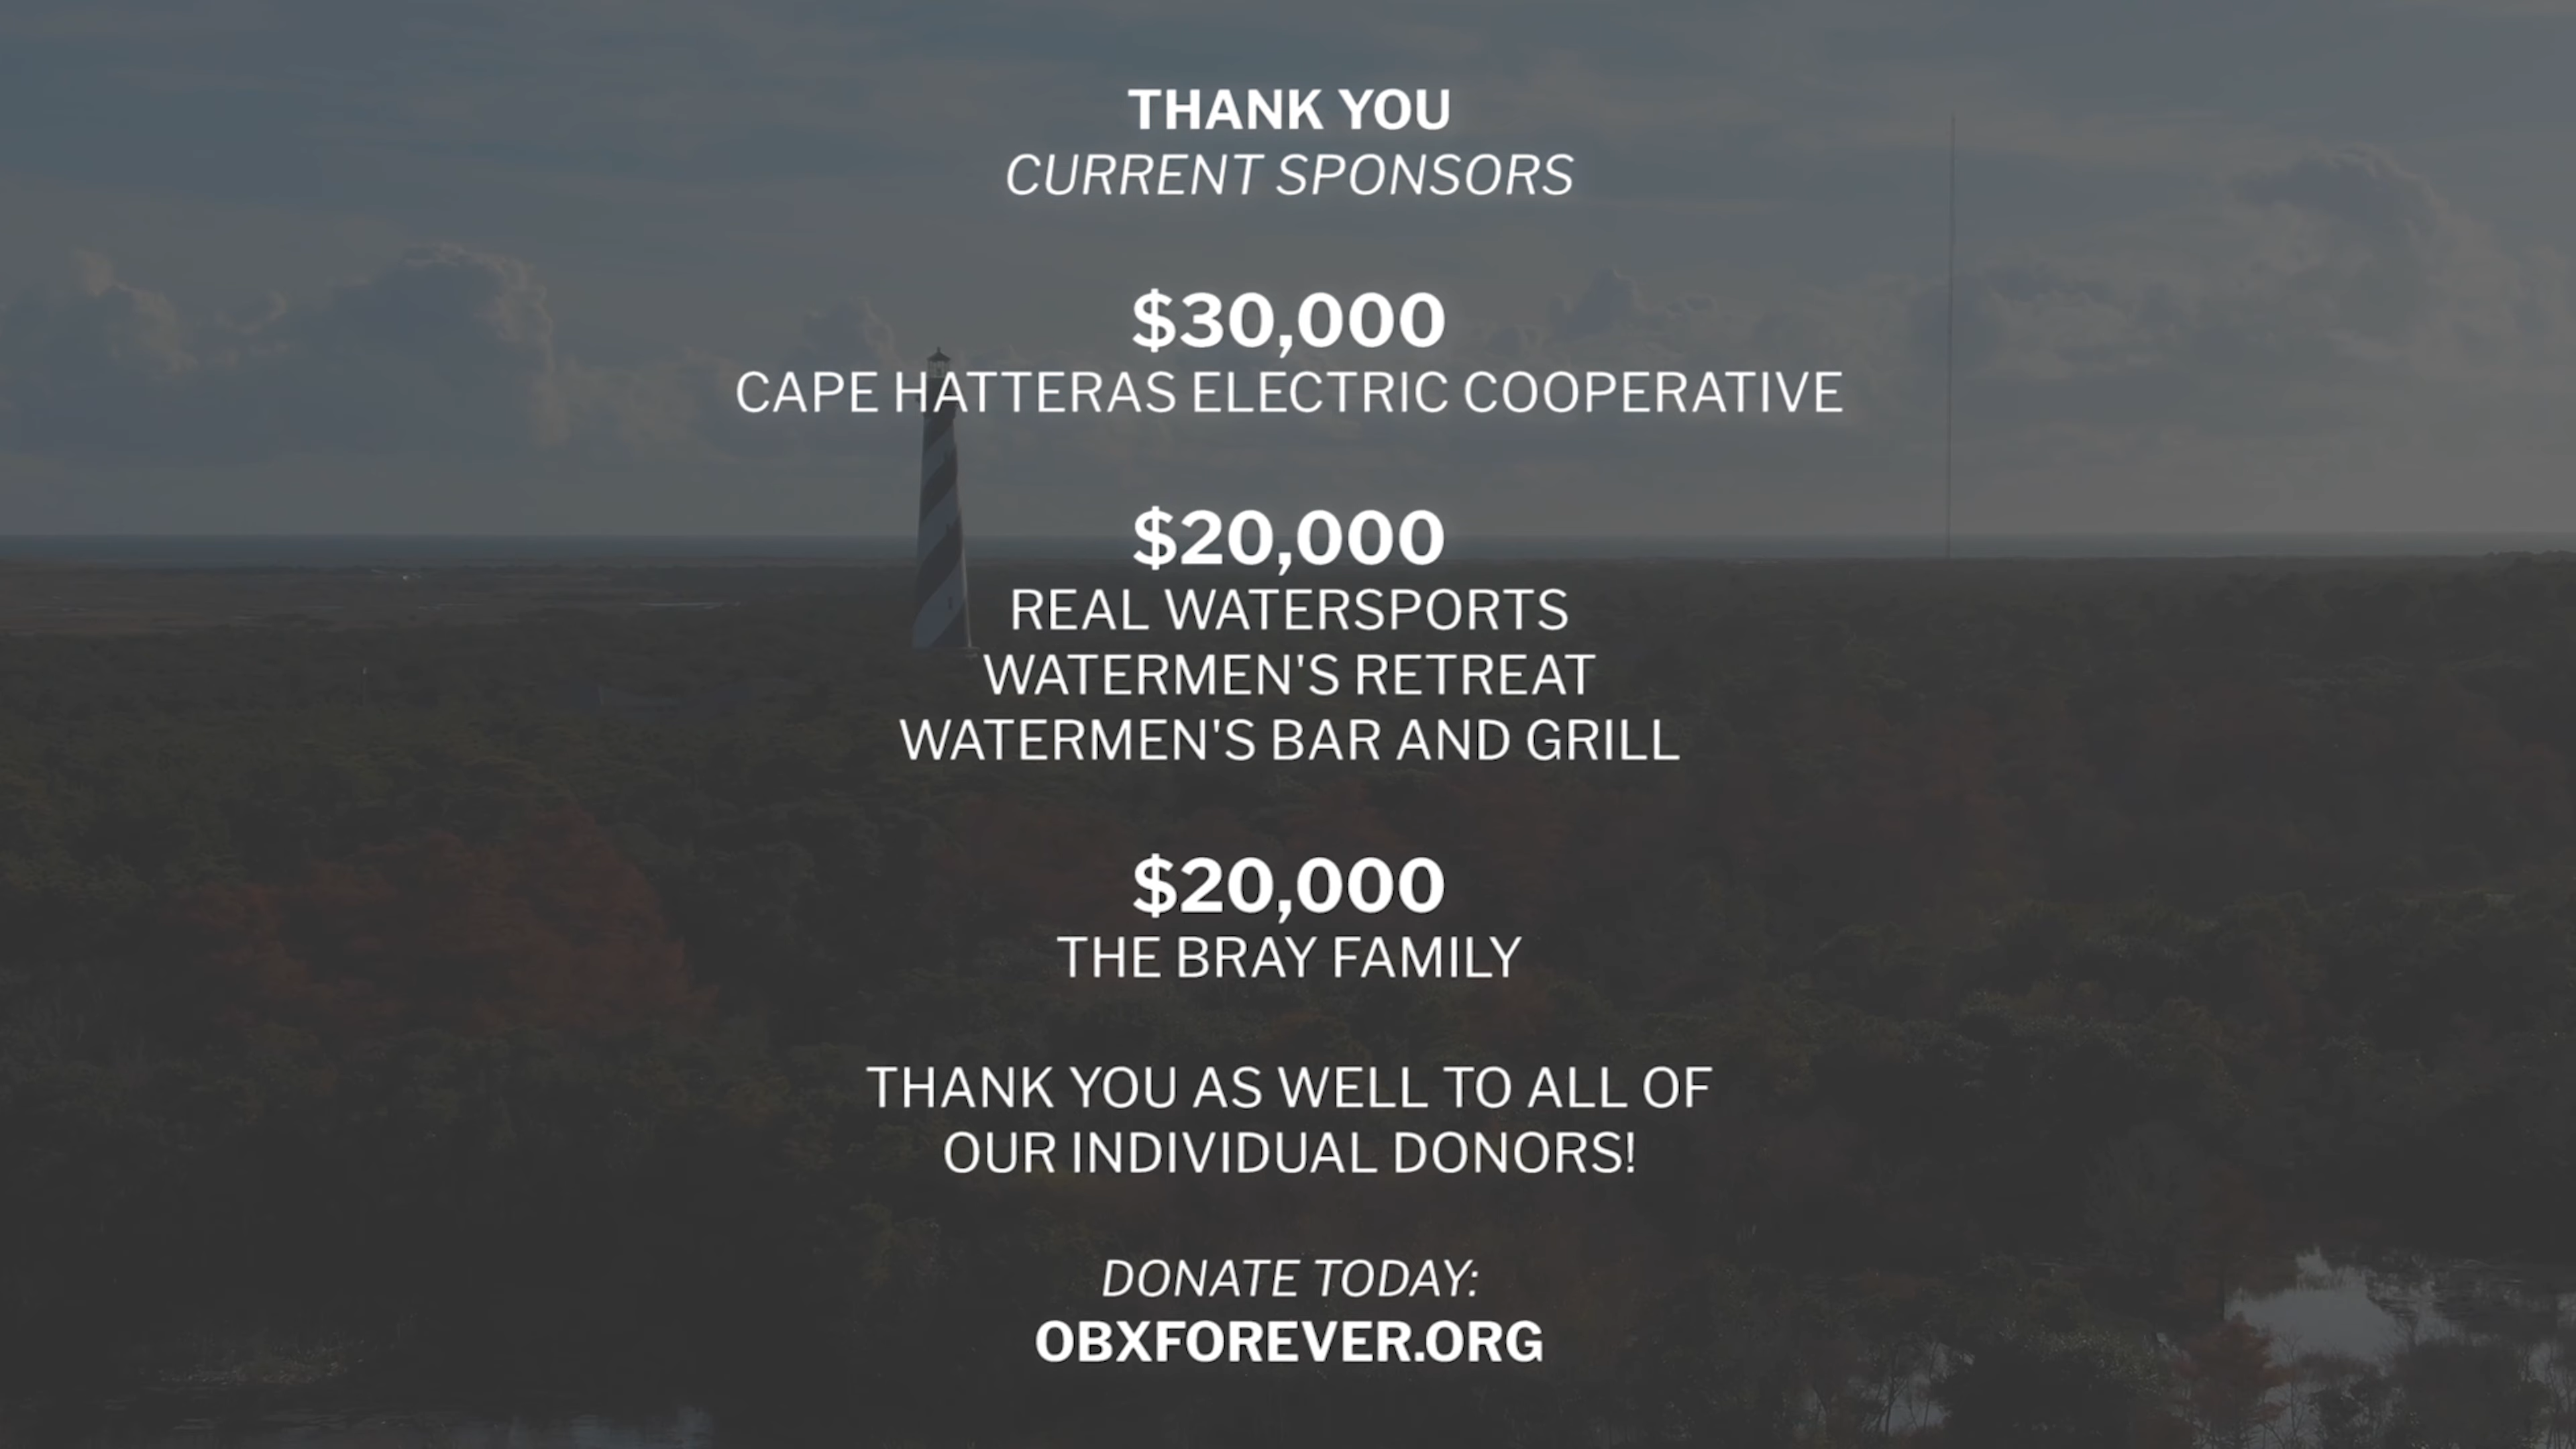 THANK YOU
CURRENT SPONSORS
$30,000
CAPE HATTERAS ELECTRIC COOPERATIVE
$20,000
REAL WATERSPORTS
WATERMEN'S RETREAT
WATERMEN'S BAR AND GRILL
$20,000
THE BRAY FAMILY
THANK YOU AS WELL TO ALL OF
OUR INDIVIDUAL DONORS!
DONATE TODAY:
OBXFOREVER.ORG